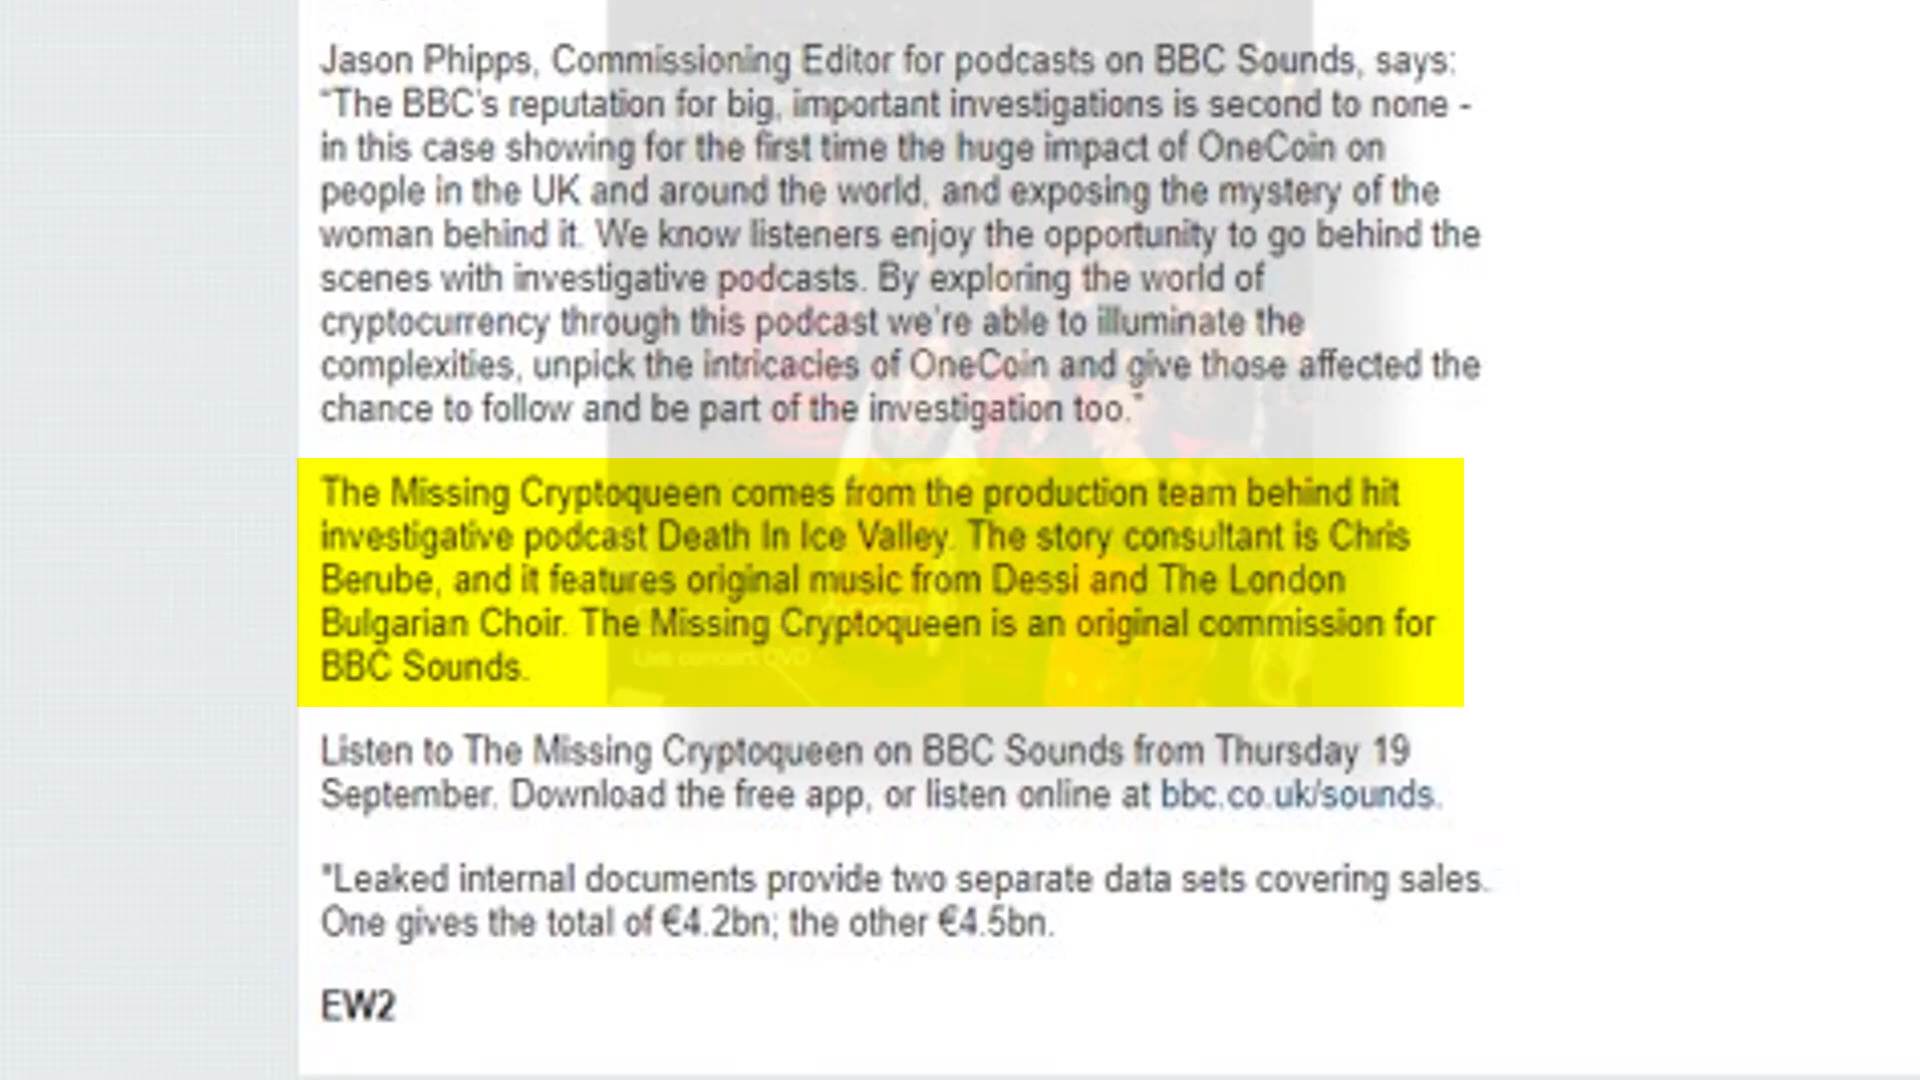 Jason Phipps, Commissioning Editor for podcasts on BBC Sounds, says:
"The BBC's reputation for big, important investigations is second to none -
in this case showing for the first time the huge impact of OneCoin on
people in the UK and around the world, and exposing the mystery of the
woman behind it. We know listeners enjoy the opportunity to go behind the
scenes with investigative podcasts. By exploring the world of
cryptocurrency through this podcast we're able to illuminate the
complexities, unpick the intricacies of OneCoin and give those affected the
chance to follow and be part of the investigation too."
The Missing Cryptoqueen comes from the production team behind hit
investigative podcast Death In Ice Valley. The story consultant is Chris
Berube, and it features original music from Dessi and The London
Bulgarian Choir. The Missing Cryptoqueen is an original commission for
BBC Sounds.
Live concert DVD
Listen to The Missing Cryptoqueen on BBC Sounds from Thursday 19
September. Download the free app, or listen online at bbc.co.uk/sounds.
*Leaked internal documents provide two separate data sets covering sales.
One gives the total of €4.2bn; the other €4.5bn.
EW2